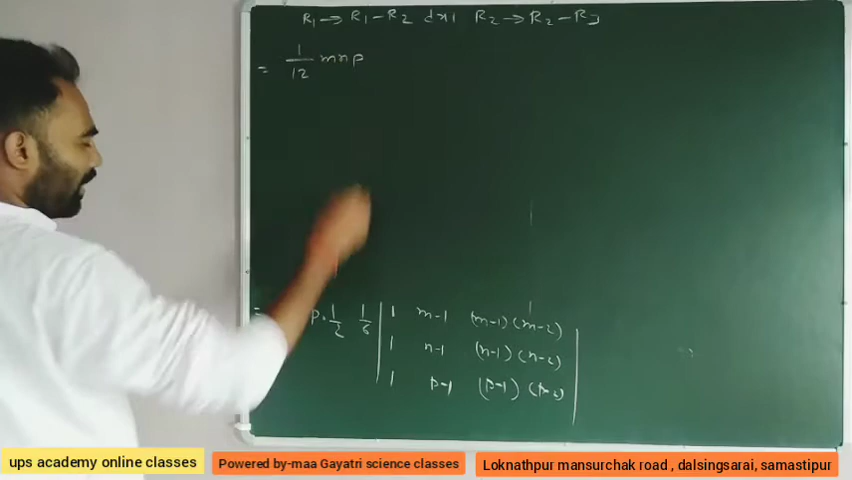 R₁ → R₁ - R₂ तथा R₂ → R₂ - R₃
= 1/12 mnp
= p. 1/2 1/6 | 1 m-1 (m-1)(m-2) |
1 n-1 (n-1)(n-2)
1 p-1 (p-1)(p-2)
ups academy online classes
Powered by-maa Gayatri science classes
Loknathpur mansurchak road , dalsingsarai, samastipur